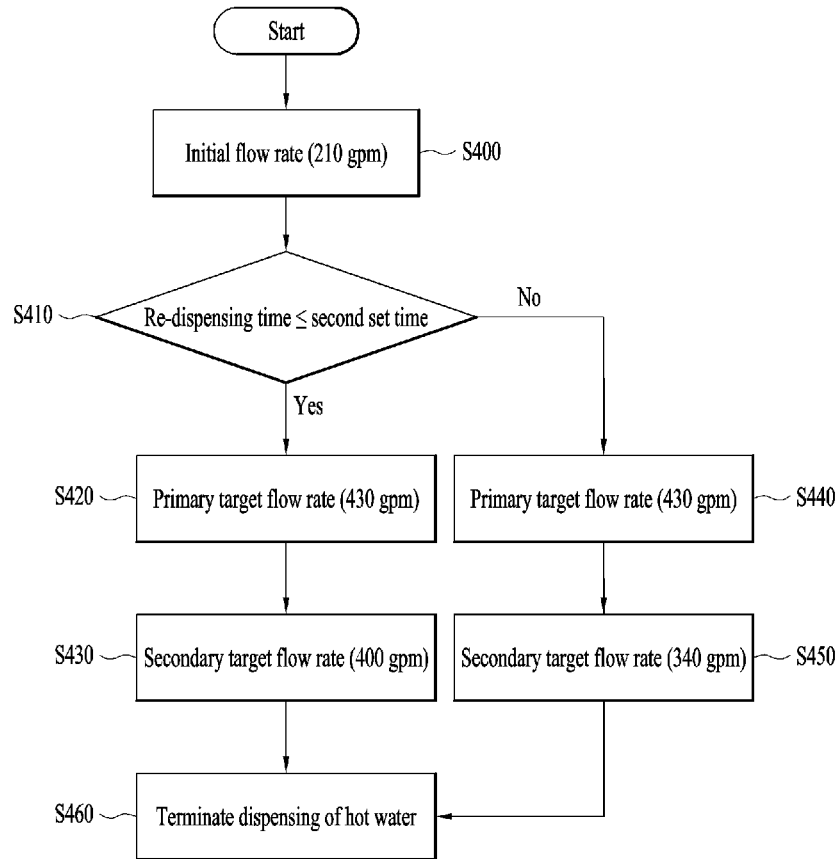 Start
Initial flow rate (210 gpm)
S400
S410
Re-dispensing time ≤ second set time
No
Yes
S420
Primary target flow rate (430 gpm)
Primary target flow rate (430 gpm)
S440
S430
Secondary target flow rate (400 gpm)
Secondary target flow rate (340 gpm)
S450
S460
Terminate dispensing of hot water